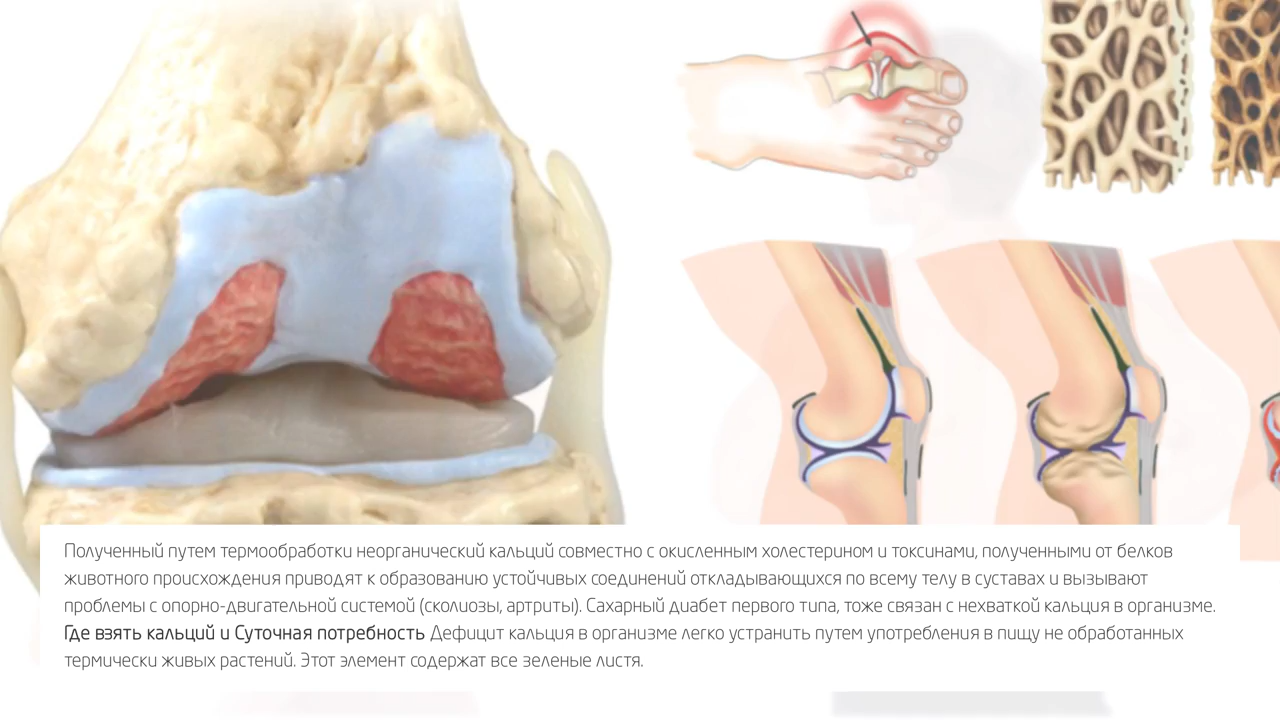 Полученный путем термообработки неорганический кальций совместно с окисленным холестерином и токсинами, полученными от белков
животного происхождения приводят к образованию устойчивых соединений откладывающихся по всему телу в суставах и вызывают
проблемы с опорно-двигательной системой (сколиозы, артриты). Сахарный диабет первого типа, тоже связан с нехваткой кальция в организме.
Где взять кальций и Суточная потребность Дефицит кальция в организме легко устранить путем употребления в пищу не обработанных
термически живых растений. Этот элемент содержат все зеленые листя.